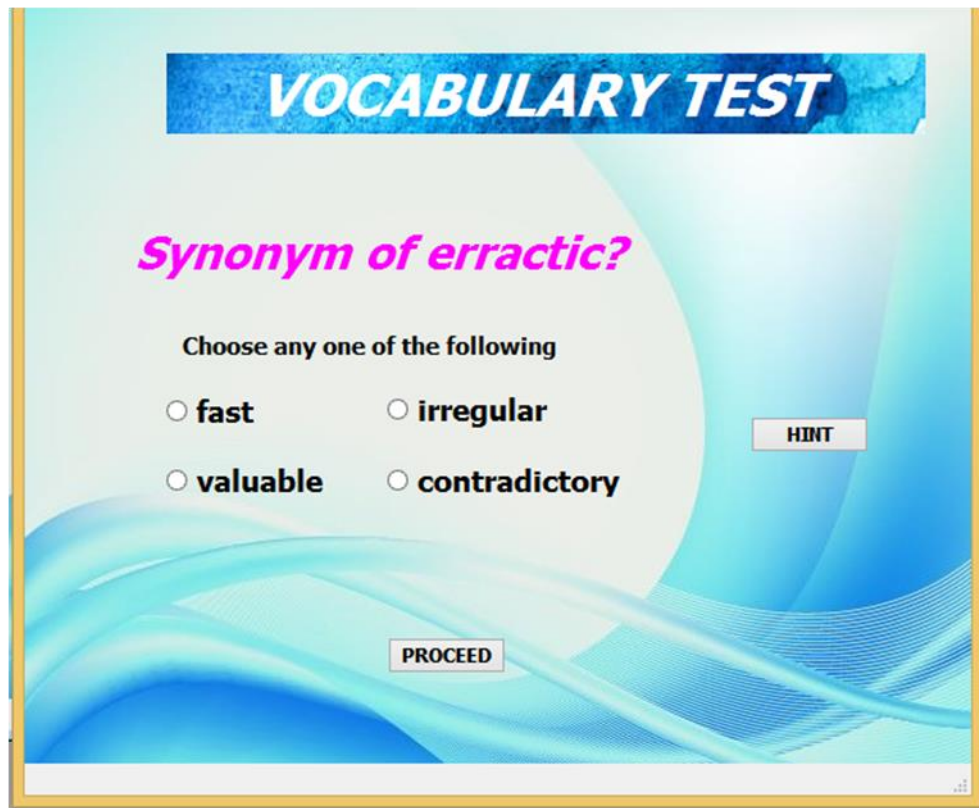 VOCABULARY TEST
Synonym of erractic?
Choose any one of the following
fast
irregular
HINT
valuable
contradictory
PROCEED